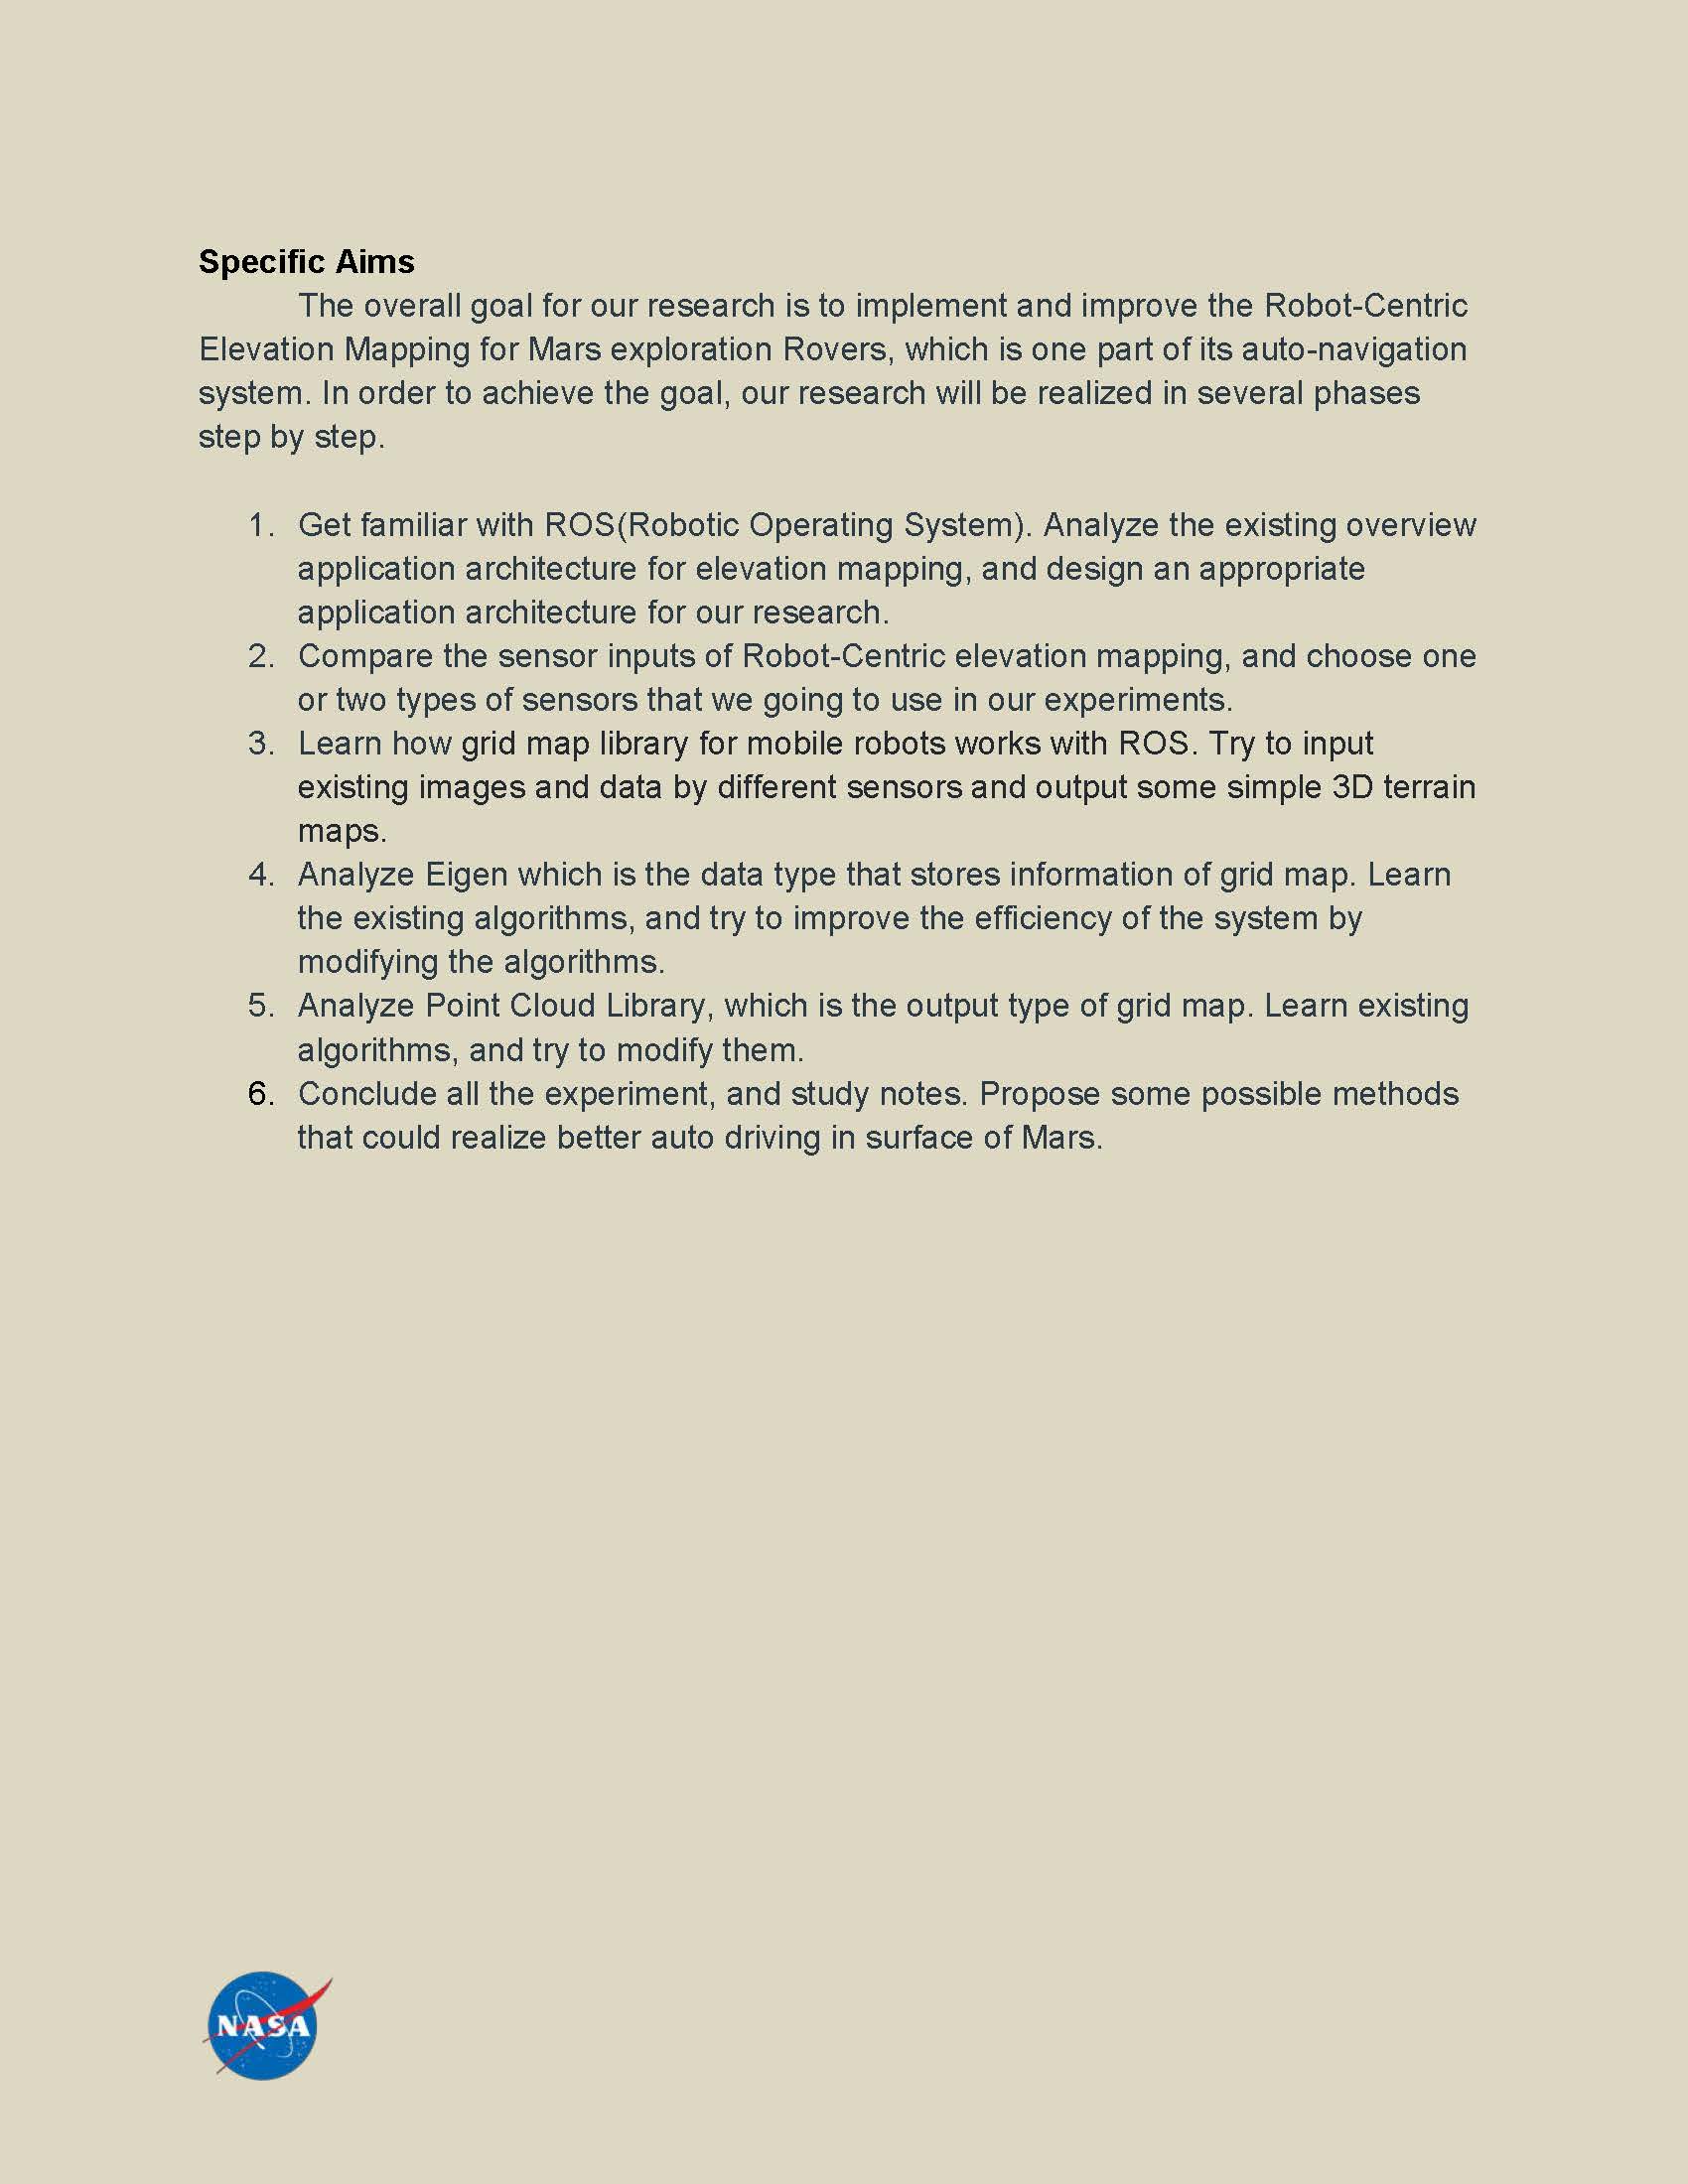 Specific Aims
The overall goal for our research is to implement and improve the Robot-Centric
Elevation Mapping for Mars exploration Rovers, which is one part of its auto-navigation
system. In order to achieve the goal, our research will be realized in several phases
step by step.
1. Get familiar with ROS(Robotic Operating System). Analyze the existing overview
application architecture for elevation mapping, and design an appropriate
application architecture for our research.
2. Compare the sensor inputs of Robot-Centric elevation mapping, and choose one
or two types of sensors that we going to use in our experiments.
3. Learn how grid map library for mobile robots works with ROS. Try to input
existing images and data by different sensors and output some simple 3D terrain
maps.
4. Analyze Eigen which is the data type that stores information of grid map. Learn
the existing algorithms, and try to improve the efficiency of the system by
modifying the algorithms.
5. Analyze Point Cloud Library, which is the output type of grid map. Learn existing
algorithms, and try to modify them.
6. Conclude all the experiment, and study notes. Propose some possible methods
that could realize better auto driving in surface of Mars.
NASA